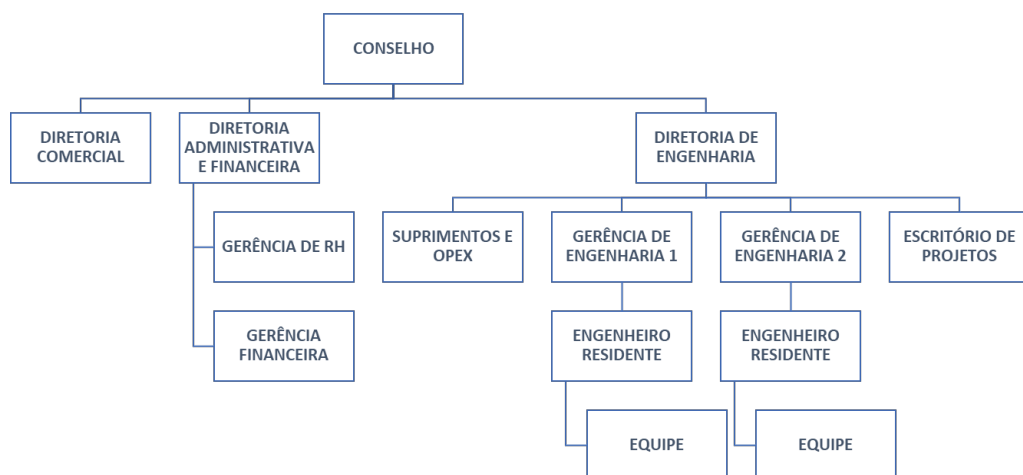 CONSELHO
DIRETORIA
COMERCIAL
DIRETORIA
ADMINISTRATIVA
E FINANCEIRA
DIRETORIA DE
ENGENHARIA
GERÊNCIA DE RH
SUPRIMENTOS E
OPEX
GERÊNCIA DE
ENGENHARIA 1
GERÊNCIA DE
ENGENHARIA 2
ESCRITÓRIO DE
PROJETOS
GERÊNCIA
FINANCEIRA
ENGENHEIRO
RESIDENTE
ENGENHEIRO
RESIDENTE
EQUIPE
EQUIPE